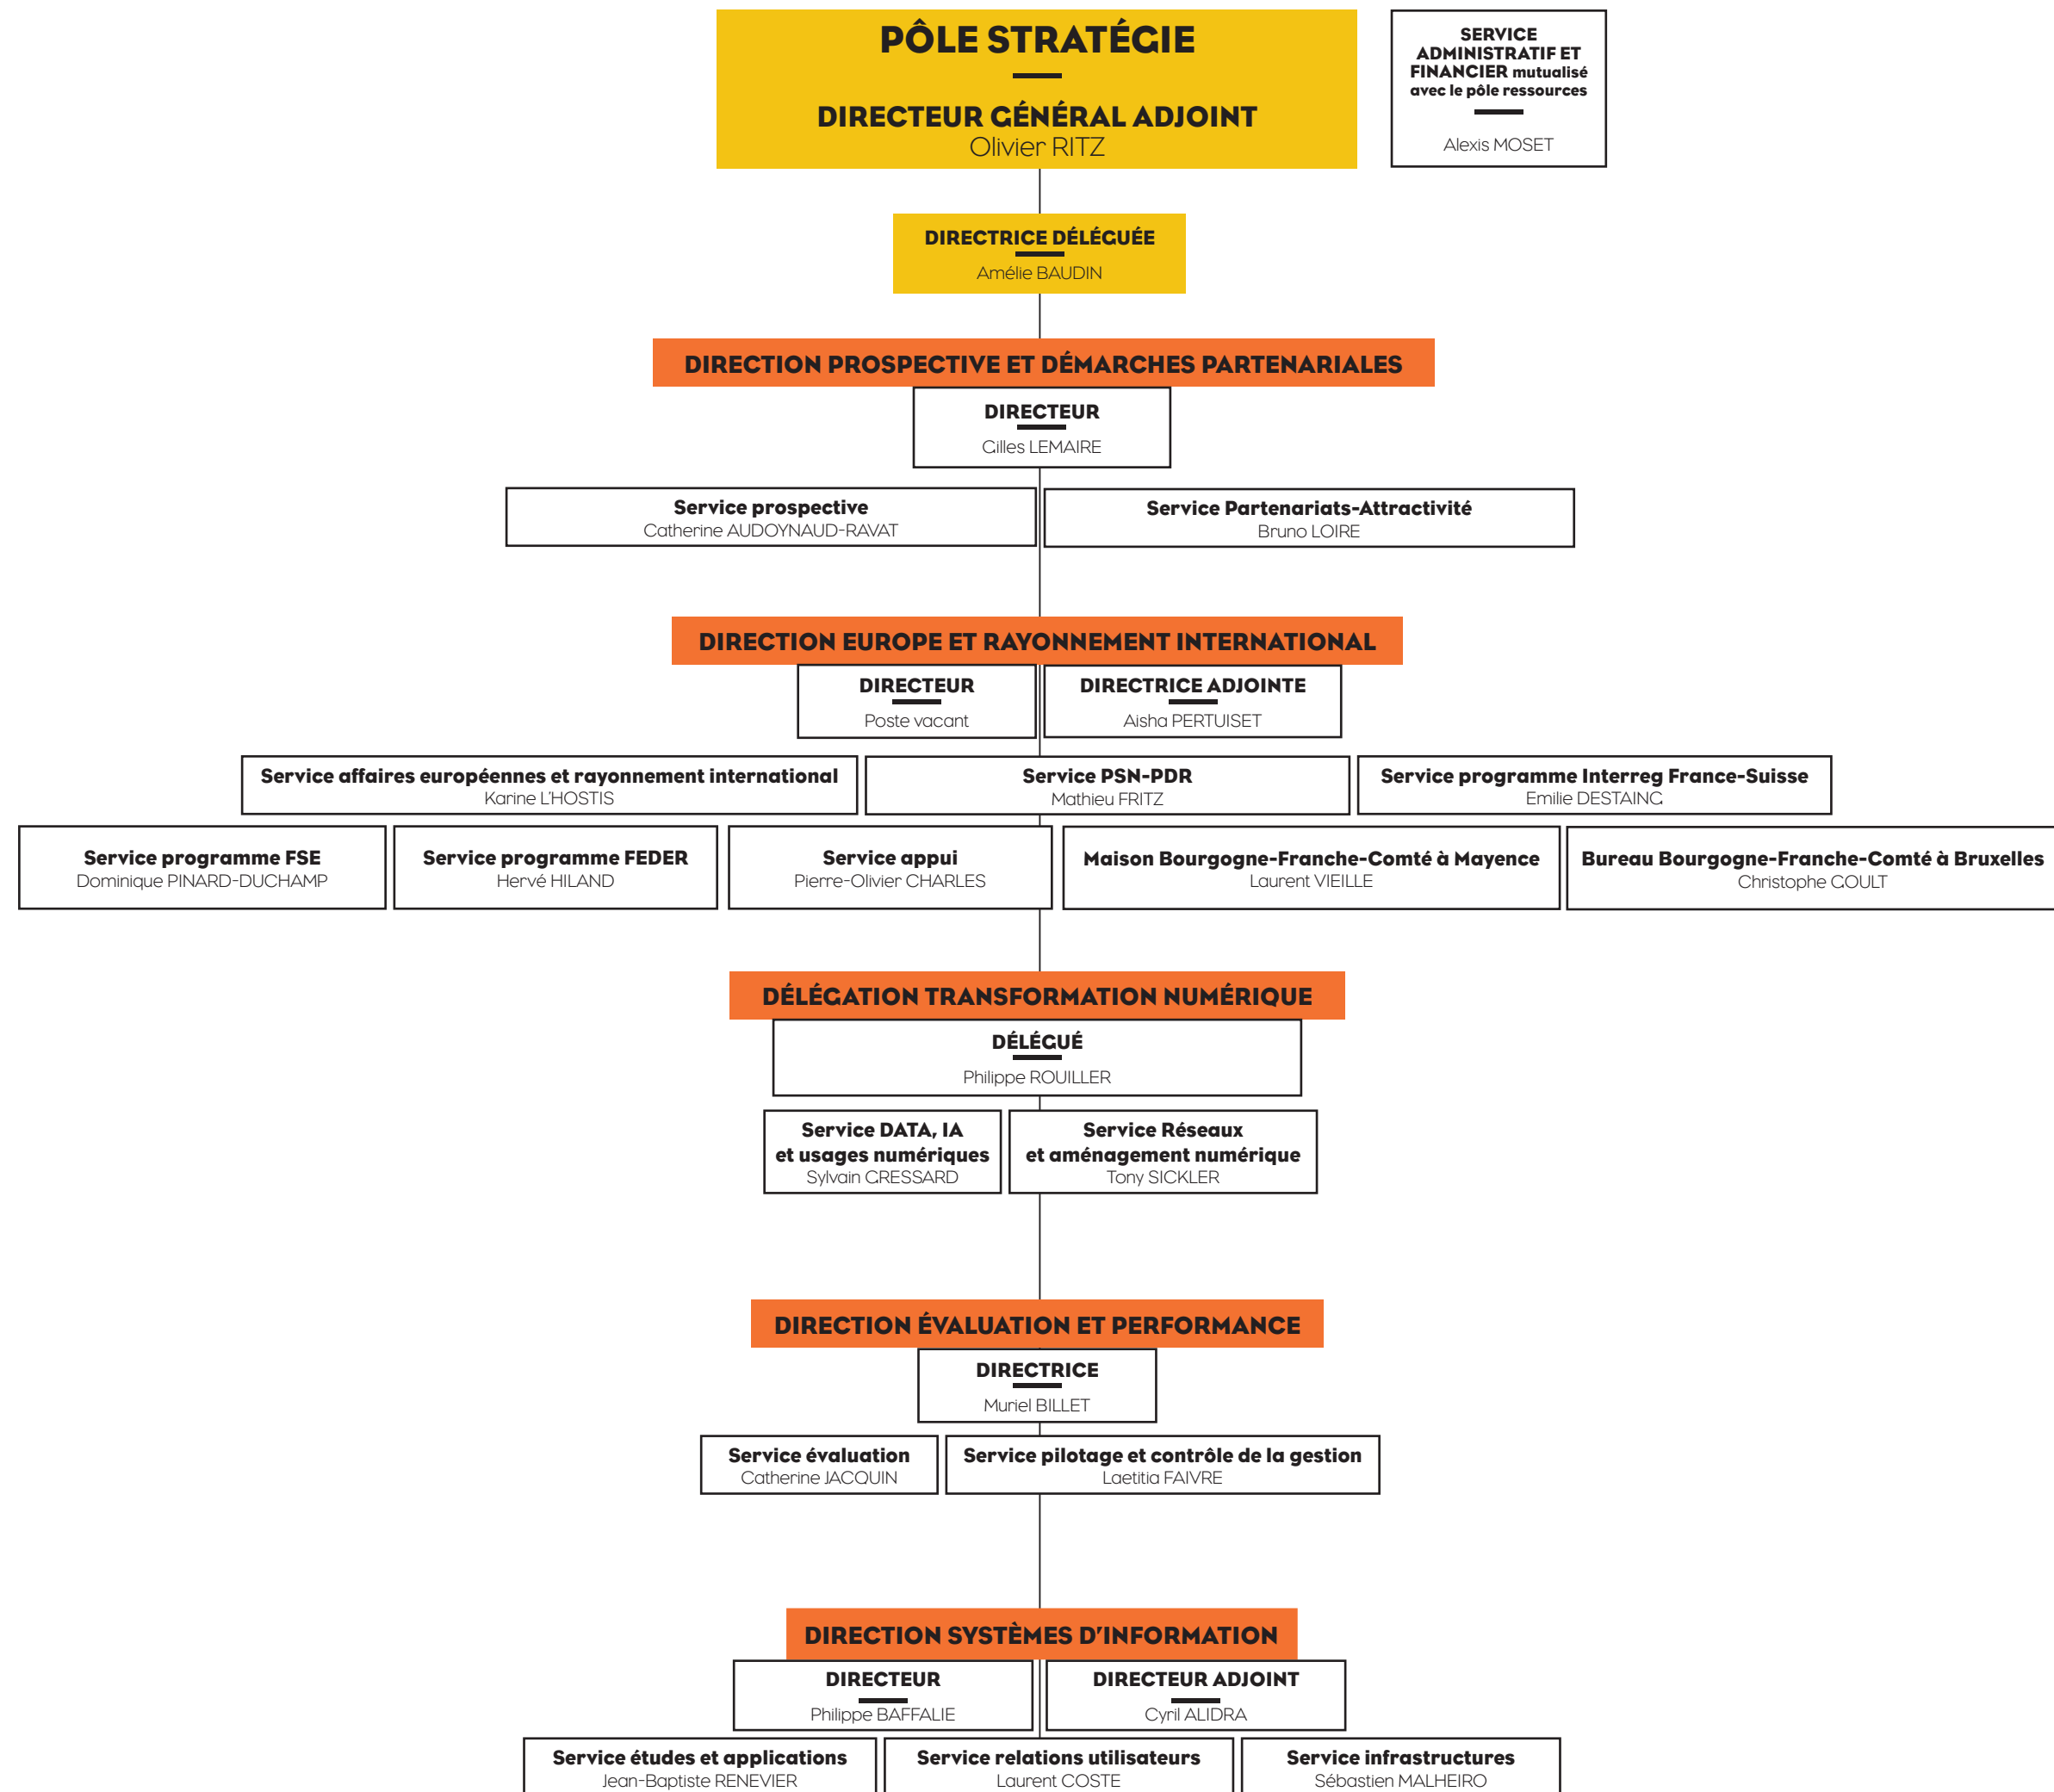 PÔLE STRATÉGIE
DIRECTEUR GÉNÉRAL ADJOINT
Olivier RITZ
SERVICE
ADMINISTRATIF ET
FINANCIER mutualisé
avec le pôle ressources
Alexis MOSET
DIRECTRICE DÉLÉGUÉE
Amélie BAUDIN
DIRECTION PROSPECTIVE ET DÉMARCHES PARTENARIALES
DIRECTEUR
Gilles LEMAIRE
Service prospective
Catherine AUDOYNAUD-RAVAT
Service Partenariats-Attractivité
Bruno LOIRE
DIRECTION EUROPE ET RAYONNEMENT INTERNATIONAL
DIRECTEUR
Poste vacant
DIRECTRICE ADJOINTE
Aisha PERTUISET
Service affaires européennes et rayonnement international
Karine L'HOSTIS
Service PSN-PDR
Mathieu FRITZ
Service programme Interreg France-Suisse
Emilie DESTAING
Service programme FSE
Dominique PINARD-DUCHAMP
Service programme FEDER
Hervé HILAND
Service appui
Pierre-Olivier CHARLES
Maison Bourgogne-Franche-Comté à Mayence
Laurent VIEILLE
Bureau Bourgogne-Franche-Comté à Bruxelles
Christophe GOULT
DÉLÉGATION TRANSFORMATION NUMÉRIQUE
DÉLÉGUÉ
Philippe ROUILLER
Service DATA, IA
et usages numériques
Sylvain GRESSARD
Service Réseaux
et aménagement numérique
Tony SICKLER
DIRECTION ÉVALUATION ET PERFORMANCE
DIRECTRICE
Muriel BILLET
Service évaluation
Catherine JACQUIN
Service pilotage et contrôle de la gestion
Laetitia FAIVRE
DIRECTION SYSTÈMES D'INFORMATION
DIRECTEUR
Philippe BAFFALIE
DIRECTEUR ADJOINT
Cyril ALIDRA
Service études et applications
Jean-Baptiste RENEVIER
Service relations utilisateurs
Laurent COSTE
Service infrastructures
Sébastien MALHEIRO